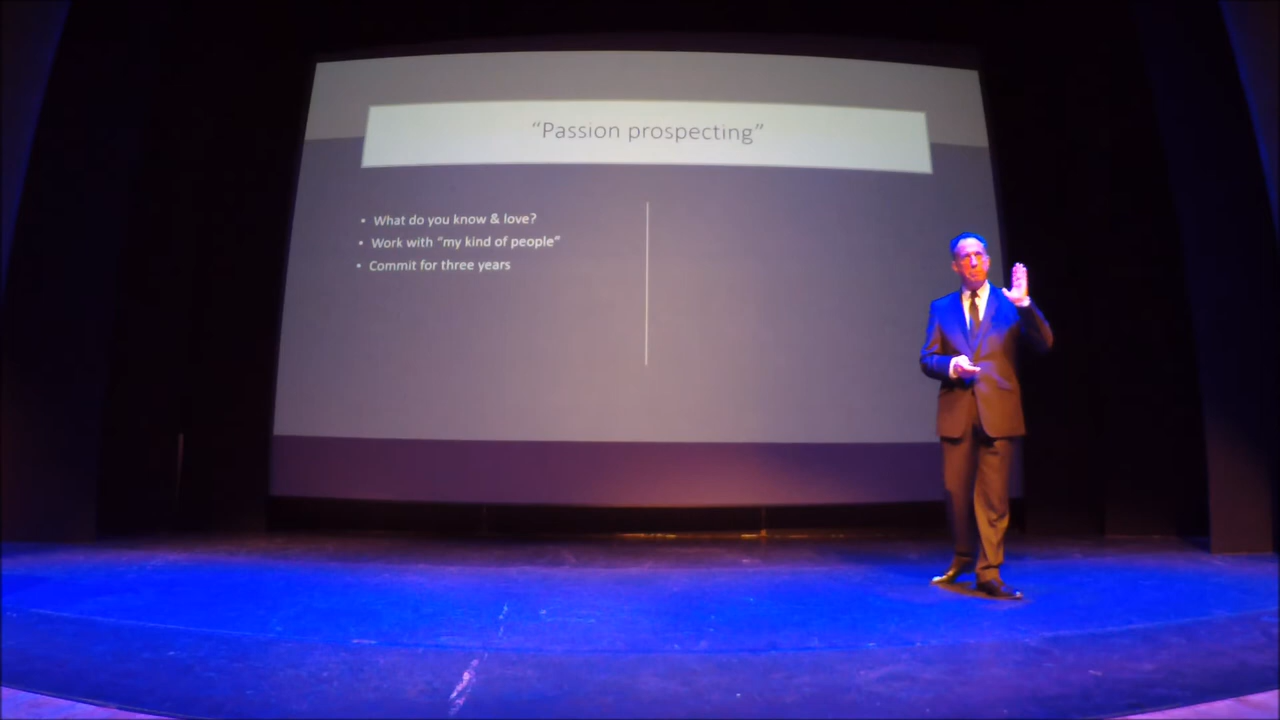 “Passion prospecting”
• What do you know & love?
• Work with “my kind of people”
• Commit for three years